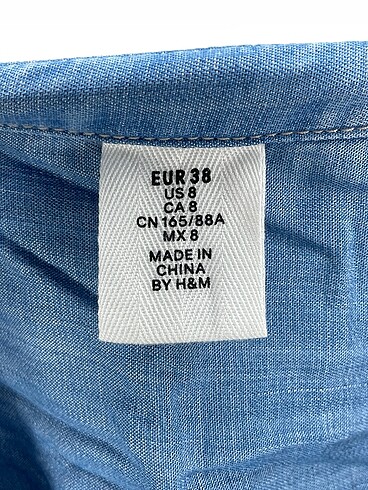 EUR 38
US 8
CA 8
CN 165/88A
MX 8
MADE IN
CHINA
BY H&M